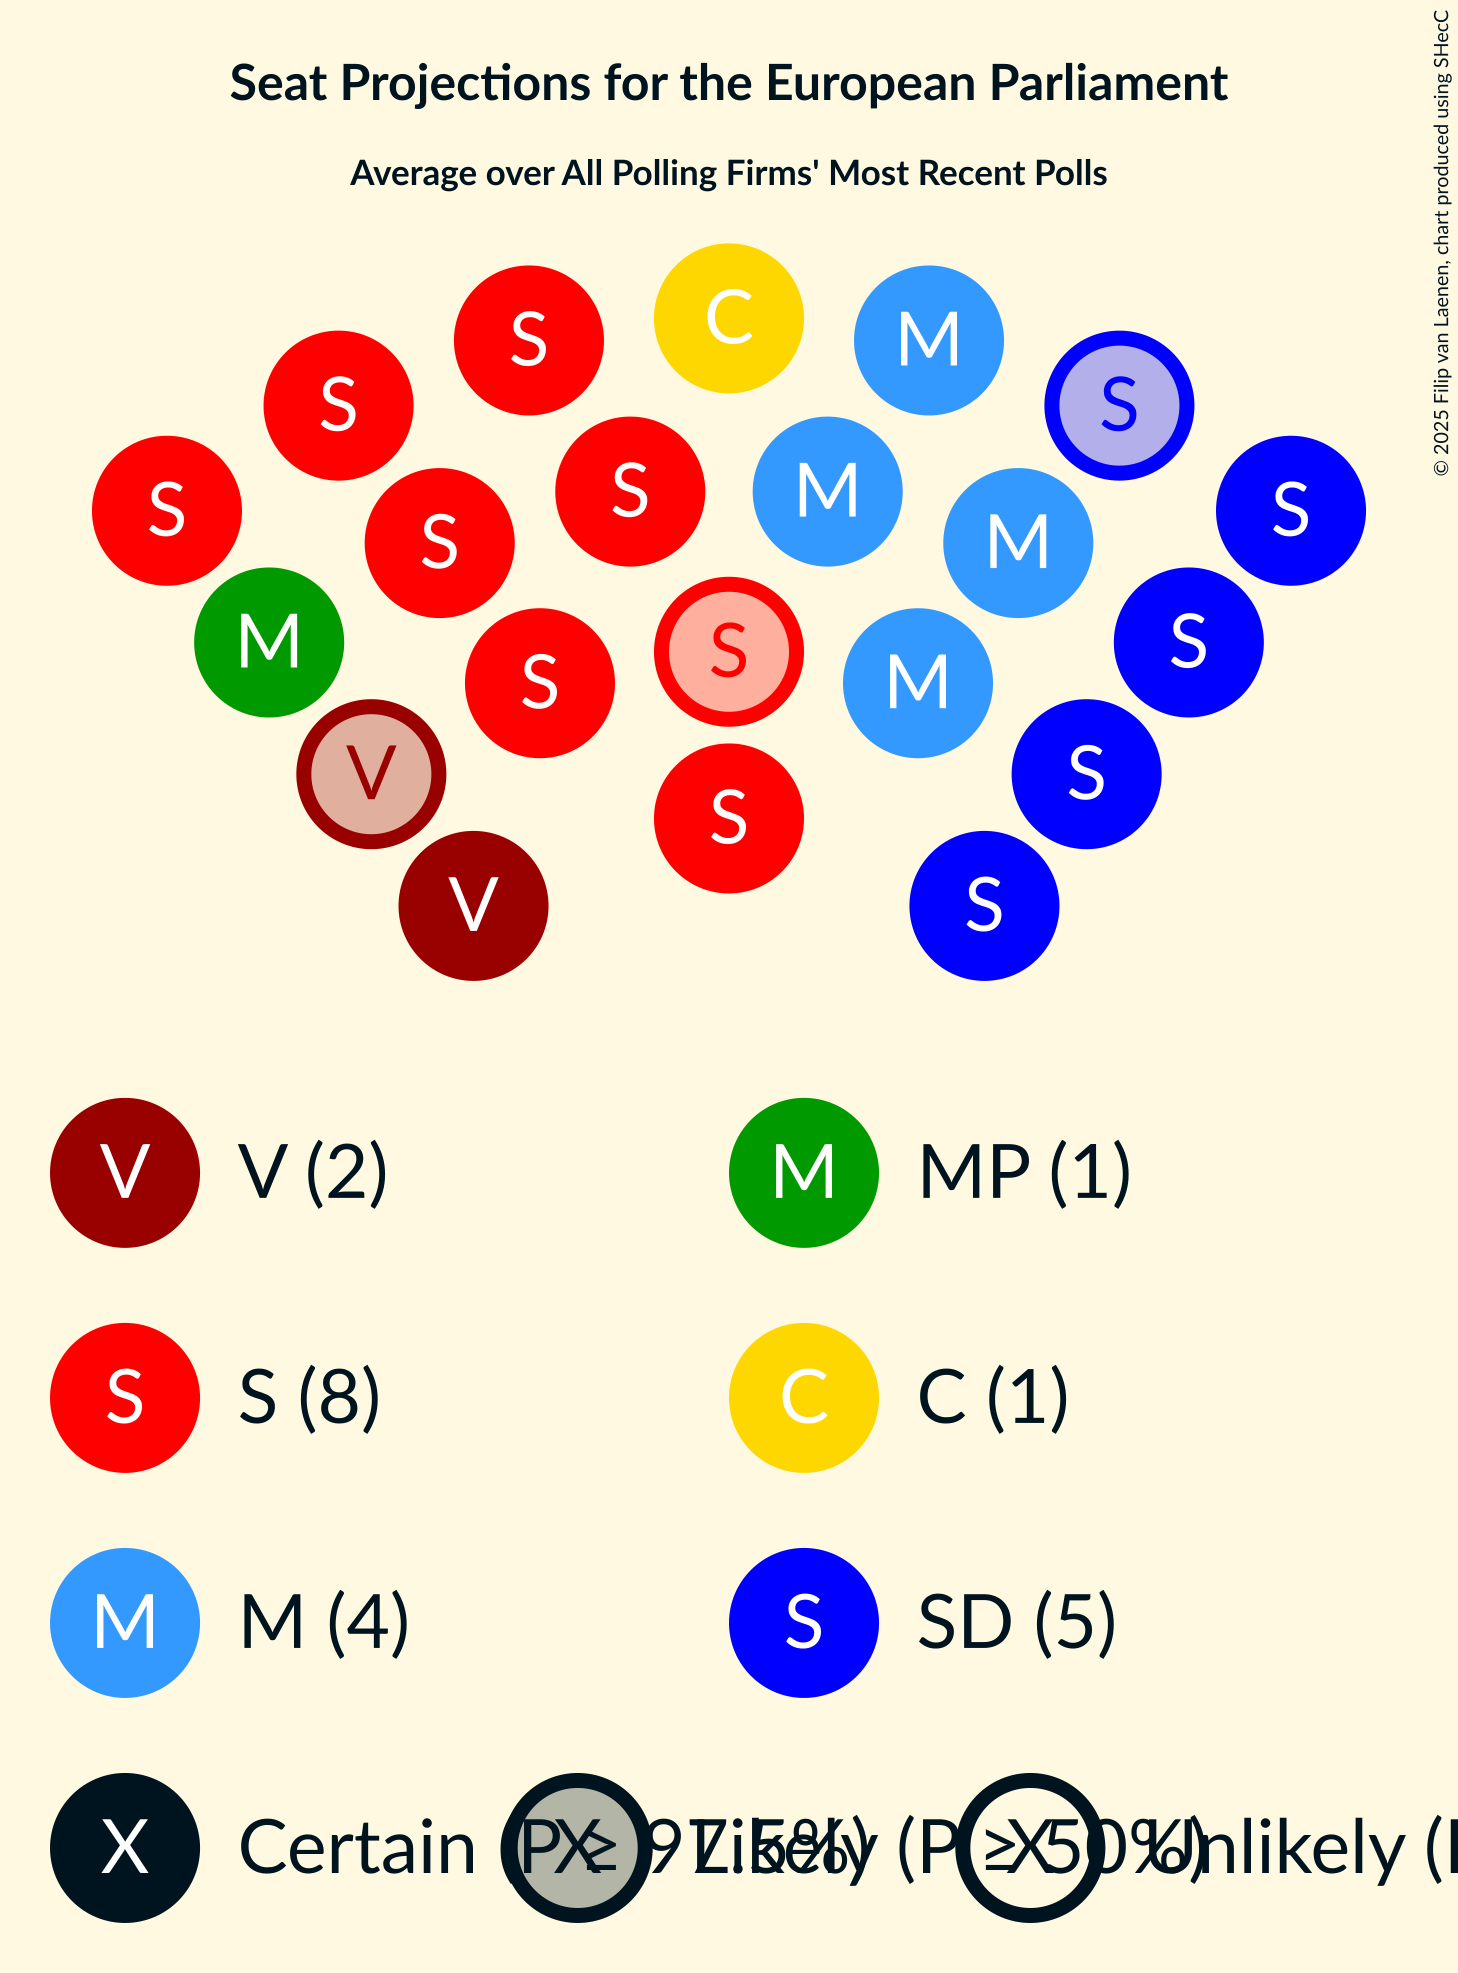 Seat Projections for the European Parliament
Average over All Polling Firms' Most Recent Polls
© 2025 Filip van Laenen, chart produced using SHecC
C
S M
S S
S M
S S
S M
M S
S S
M
V S
S
V S
V V (2) M MP (1)
S S (8) C C (1)
M M (4) S SD (5)
X Certain (P ≥ 97.5%) X Likely (P ≥ 50%) X Unlikely (